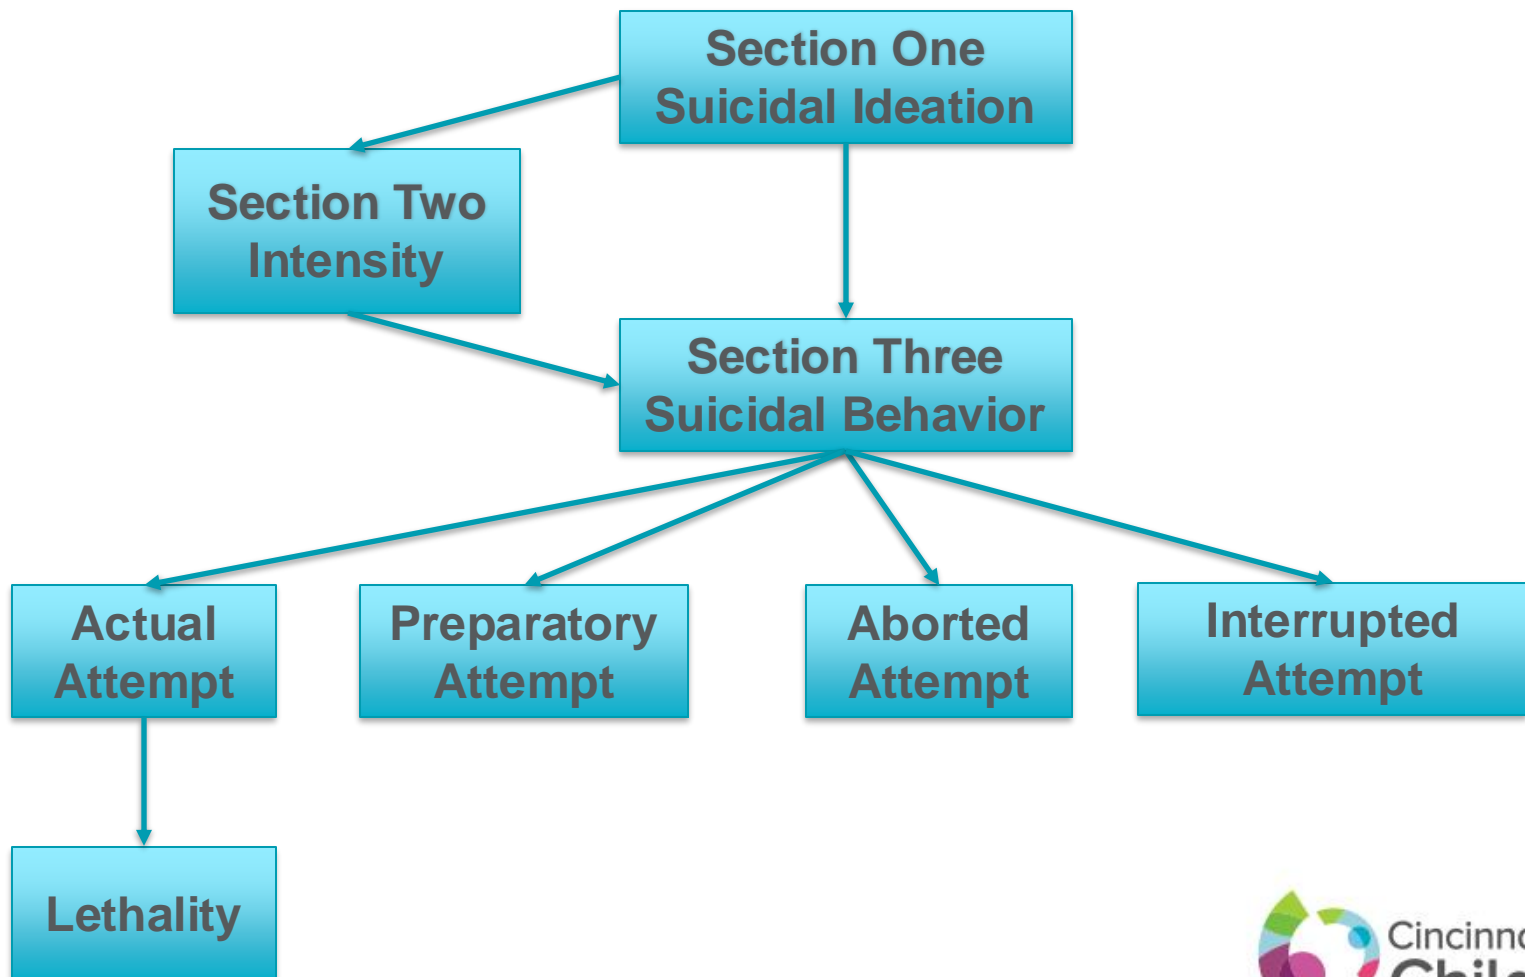 Section One
Suicidal Ideation
Section Two
Intensity
Section Three
Suicidal Behavior
Actual
Attempt
Preparatory
Attempt
Aborted
Attempt
Interrupted
Attempt
Lethality